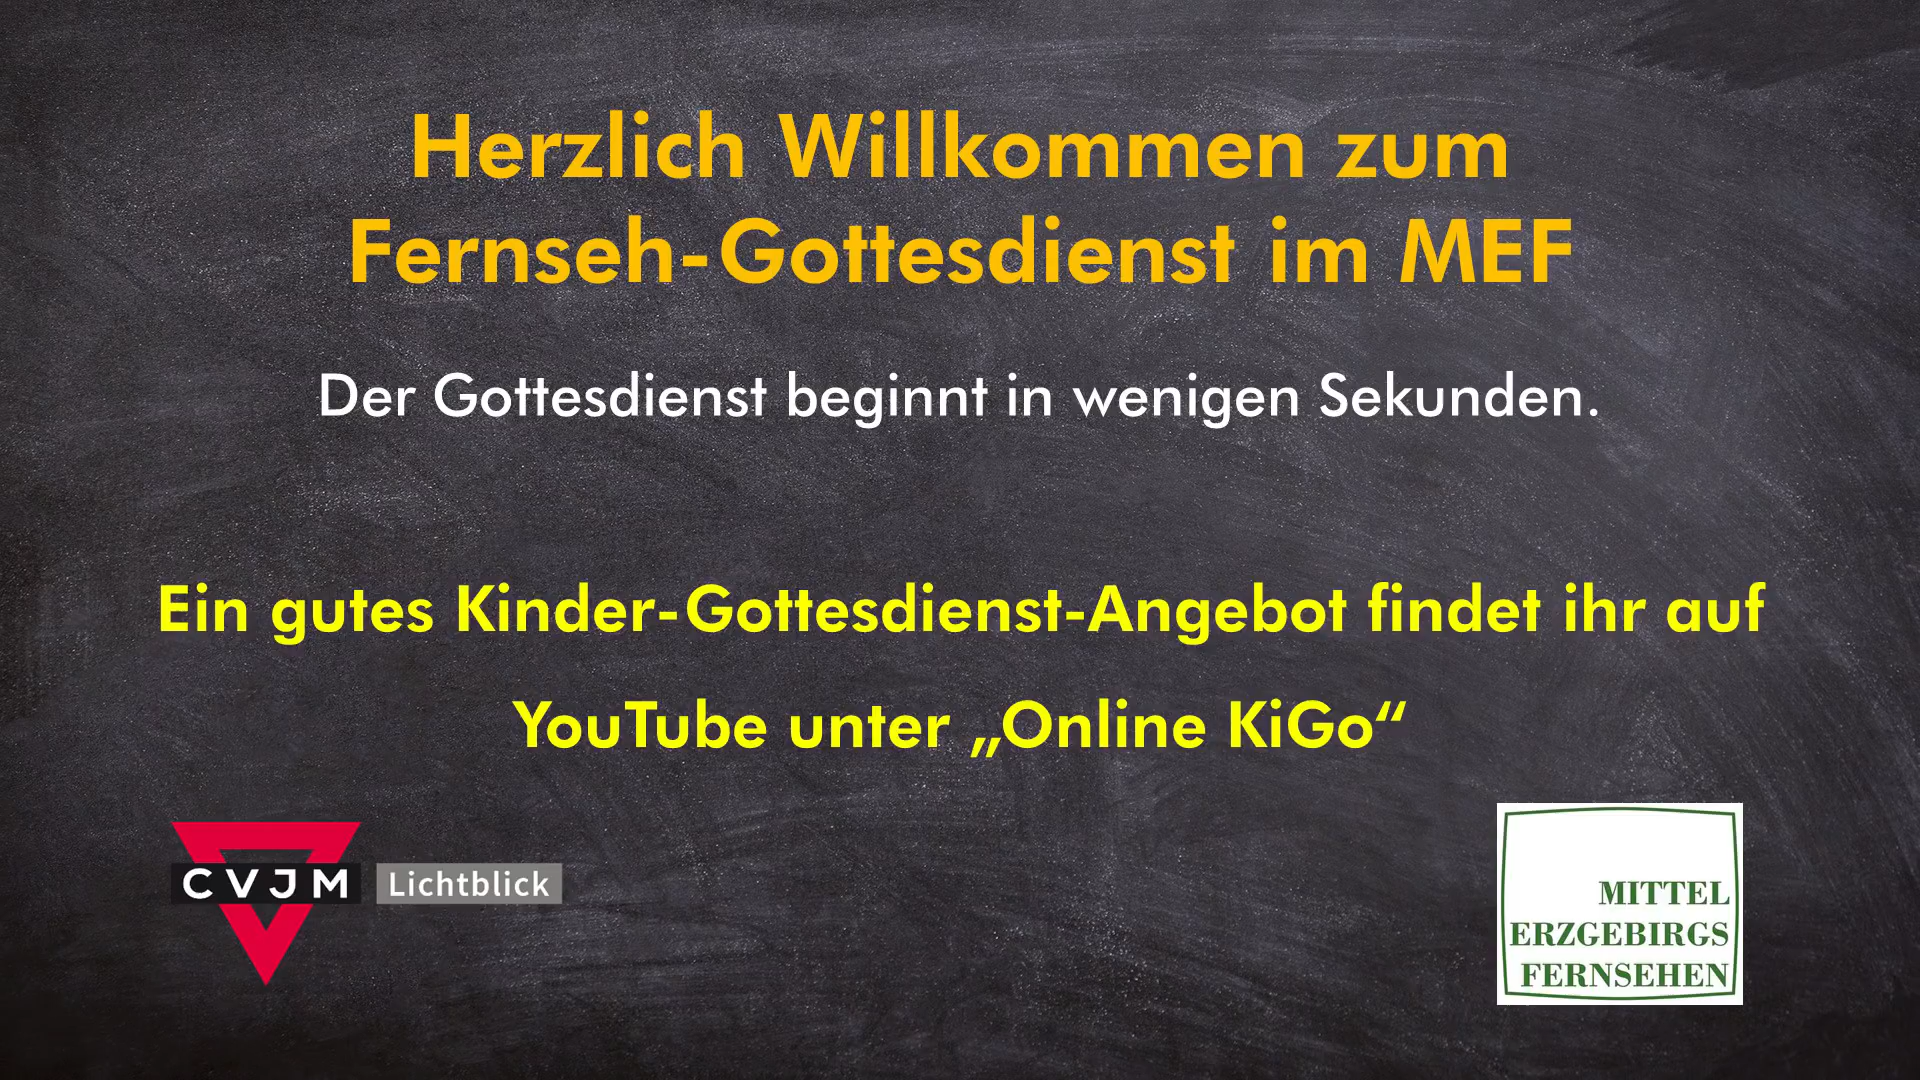 Herzlich Willkommen zum
Fernseh-Gottesdienst im MEF
Der Gottesdienst beginnt in wenigen Sekunden.
Ein gutes Kinder-Gottesdienst-Angebot findet ihr auf
YouTube unter „Online KiGo“
CVJM Lichtblick
MITTEL
ERZGEBIRGS
FERNSEHEN